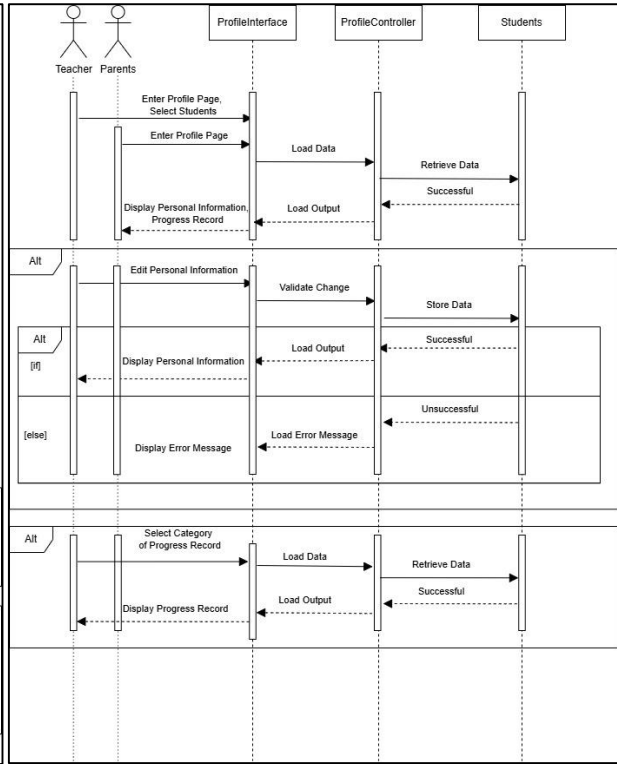 ProfileInterface
ProfileController
Students
Teacher
Parents
Enter Profile Page,
Select Students
Enter Profile Page
Load Data
Retrieve Data
Successful
Display Personal Information,
Progress Record
Load Output
Alt
Edit Personal Information
Validate Change
Store Data
Alt
[if]
Successful
Load Output
Display Personal Information
[else]
Unsuccessful
Load Error Message
Display Error Message
Alt
Select Category
of Progress Record
Load Data
Retrieve Data
Successful
Load Output
Display Progress Record